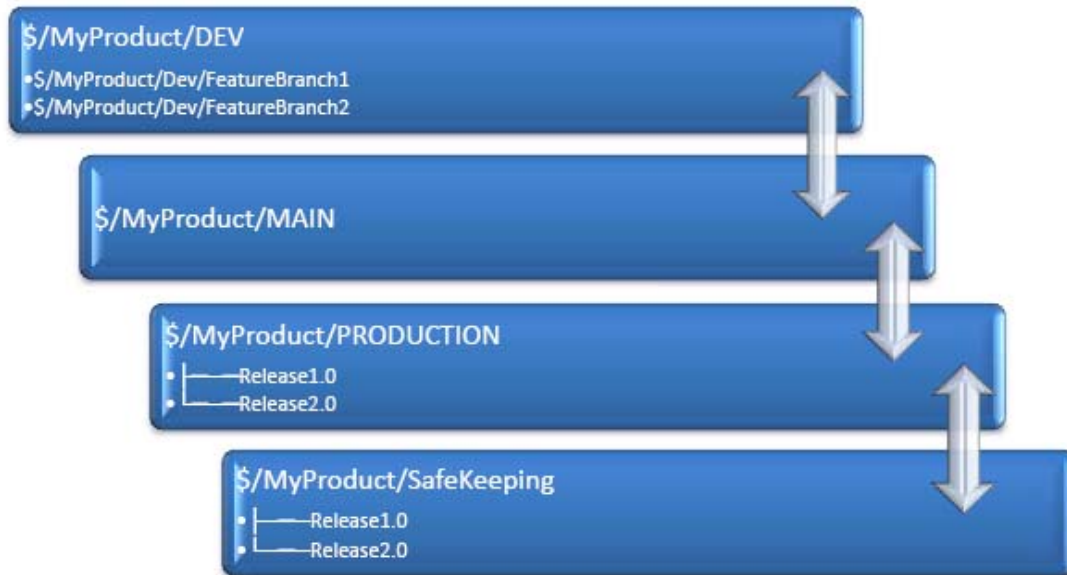 $/MyProduct/DEV
•$/MyProduct/Dev/FeatureBranch1
•$/MyProduct/Dev/FeatureBranch2
$/MyProduct/MAIN
$/MyProduct/PRODUCTION
• ├───Release1.0
• └───Release2.0
$/MyProduct/SafeKeeping
• ├───Release1.0
• └───Release2.0